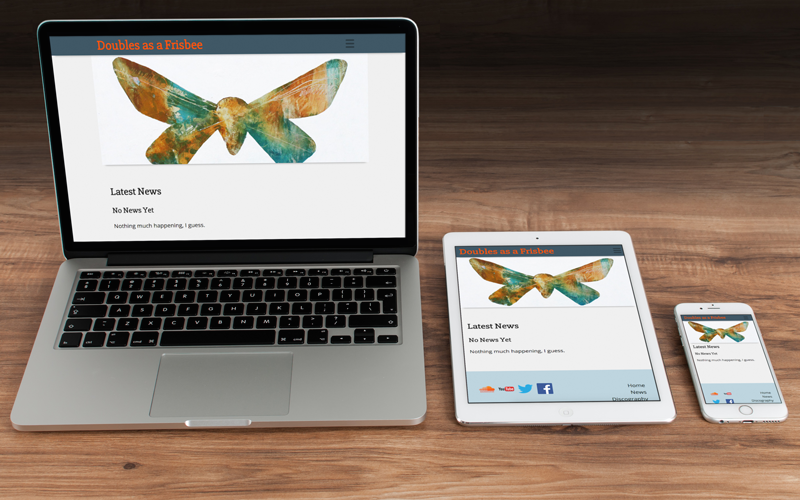 Doubles as a Frisbee
Latest News
No News Yet
Nothing much happening, I guess.
Doubles as a Frisbee
Latest News
No News Yet
Nothing much happening, I guess.
YouTube
Home
News
Discography
Doubles as a Frisbee
Latest News
No News Yet
Nothing much happening, I guess.
Home
News
Discography